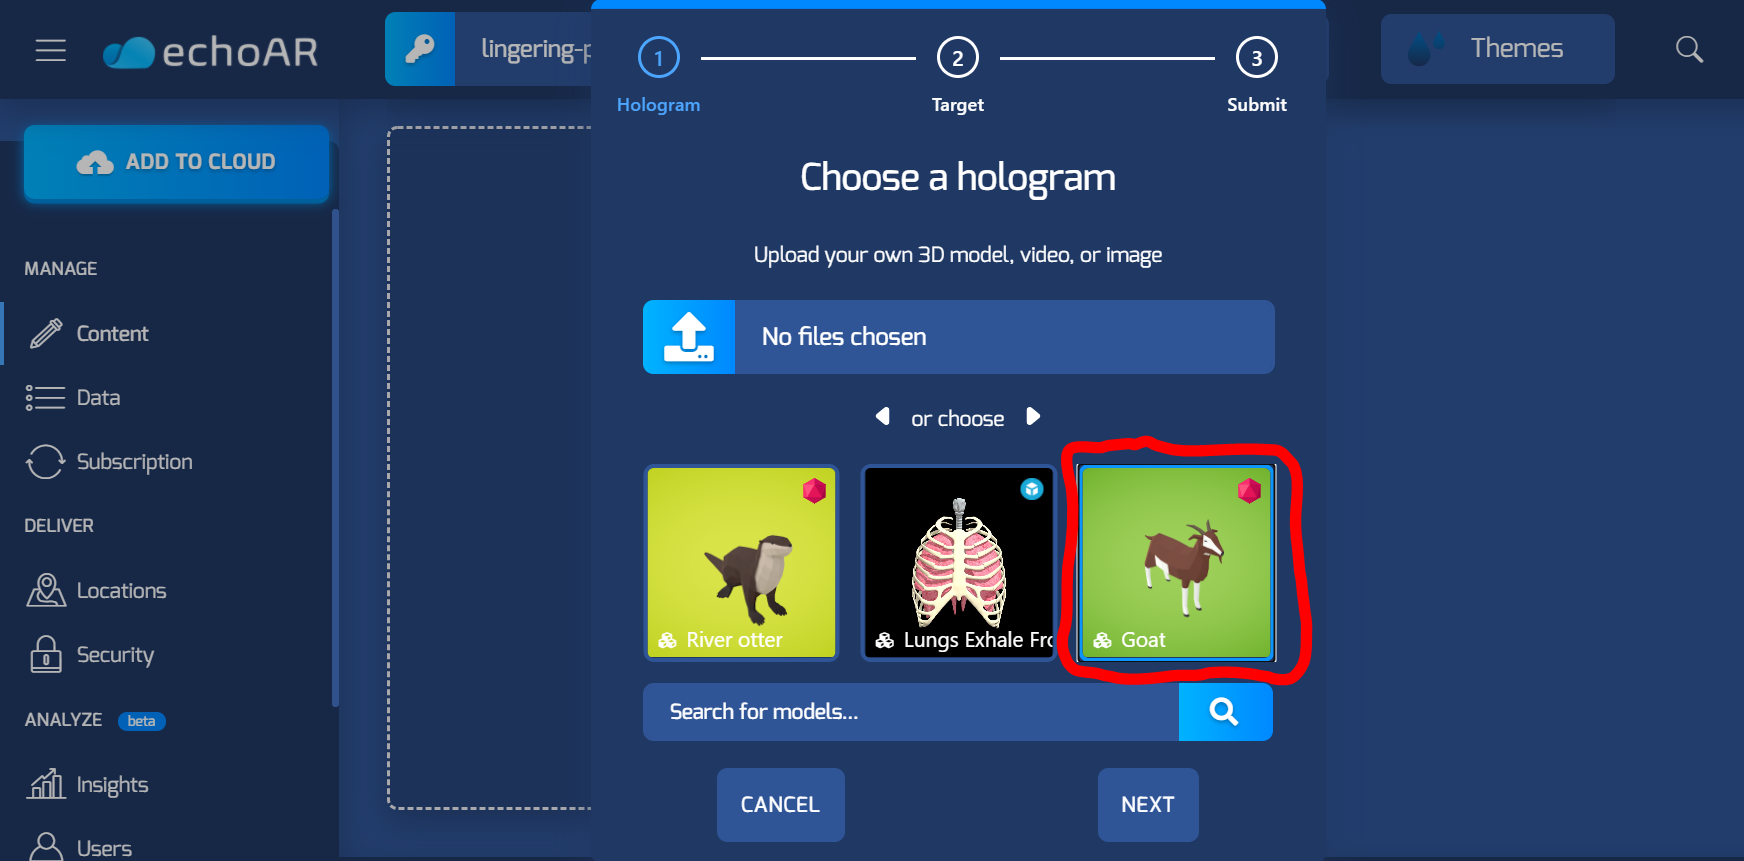 echoAR
lingering-p
Themes
ADD TO CLOUD
MANAGE
Content
Data
Subscription
DELIVER
Locations
Security
ANALYZE beta
Insights
Users
1
2
3
Hologram
Target
Submit
Choose a hologram
Upload your own 3D model, video, or image
No files chosen
or choose
River otter
Lungs Exhale Fro
Goat
Search for models...
CANCEL
NEXT